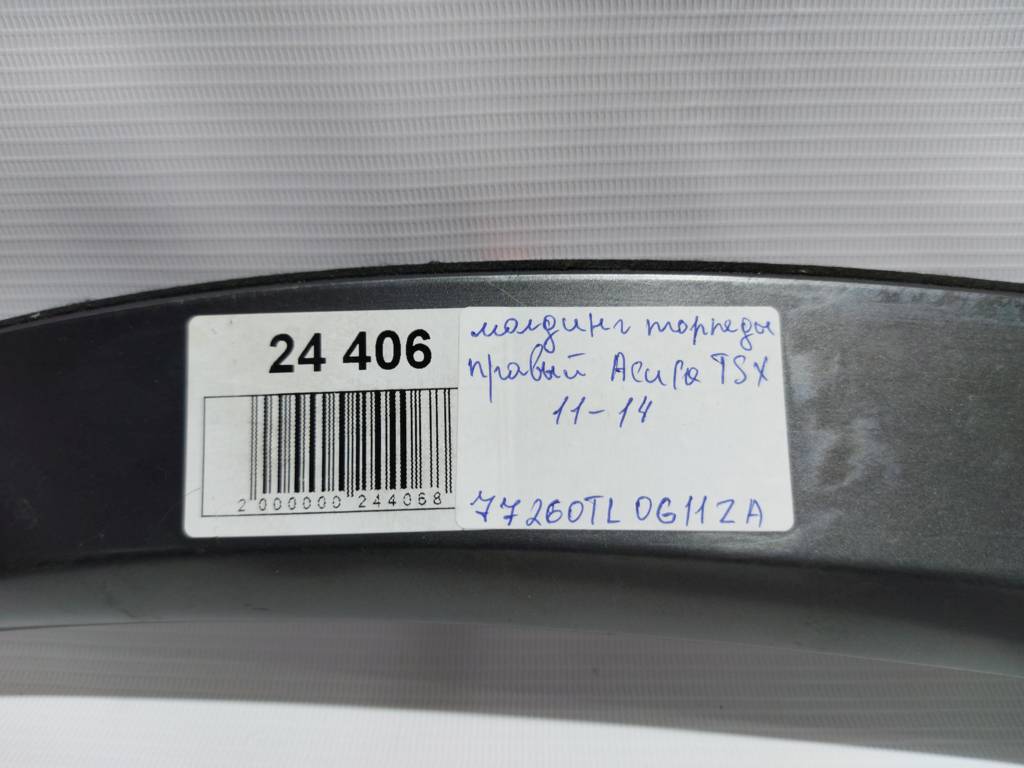 24 406
2 000000 244068
молдинг торпеды
правый Acura TSX
11-14
77260TL0G11ZA